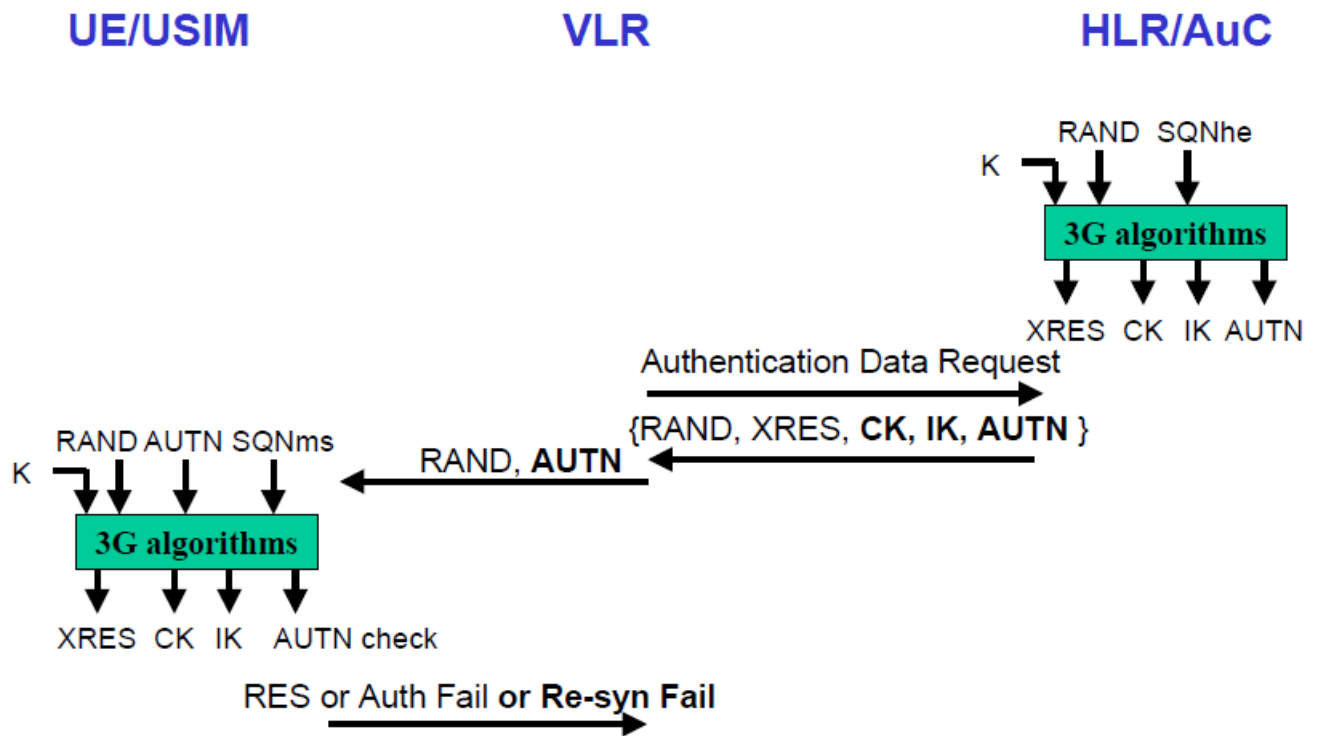 UE/USIM VLR HLR/AuC
RAND SQNhe
K
3G algorithms
XRES CK IK AUTN
Authentication Data Request
{RAND, XRES, CK, IK, AUTN }
RAND, AUTN
RAND AUTN SQNms
K
3G algorithms
XRES CK IK AUTN check
RES or Auth Fail or Re-syn Fail